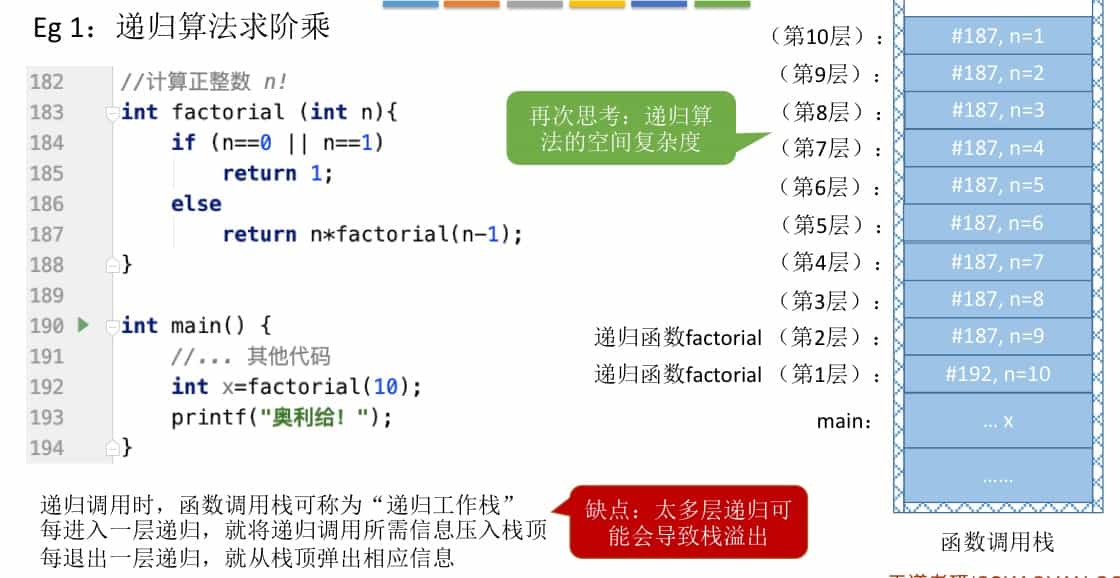 Eg 1：递归算法求阶乘
182 //计算正整数 n!
183 int factorial (int n){
184 if (n==0 || n==1)
185 return 1;
186 else
187 return n*factorial(n-1);
188 }
189
190 int main() {
191 //... 其他代码
192 int x=factorial(10);
193 printf("奥利给！");
194 }
再次思考：递归算
法的空间复杂度
（第10层）： #187, n=1
（第9层）： #187, n=2
（第8层）： #187, n=3
（第7层）： #187, n=4
（第6层）： #187, n=5
（第5层）： #187, n=6
（第4层）： #187, n=7
（第3层）： #187, n=8
递归函数factorial （第2层）： #187, n=9
递归函数factorial （第1层）： #192, n=10
main： ... x
......
函数调用栈
递归调用时，函数调用栈可称为“递归工作栈”
每进入一层递归，就将递归调用所需信息压入栈顶
每退出一层递归，就从栈顶弹出相应信息
缺点：太多层递归可
能会导致栈溢出